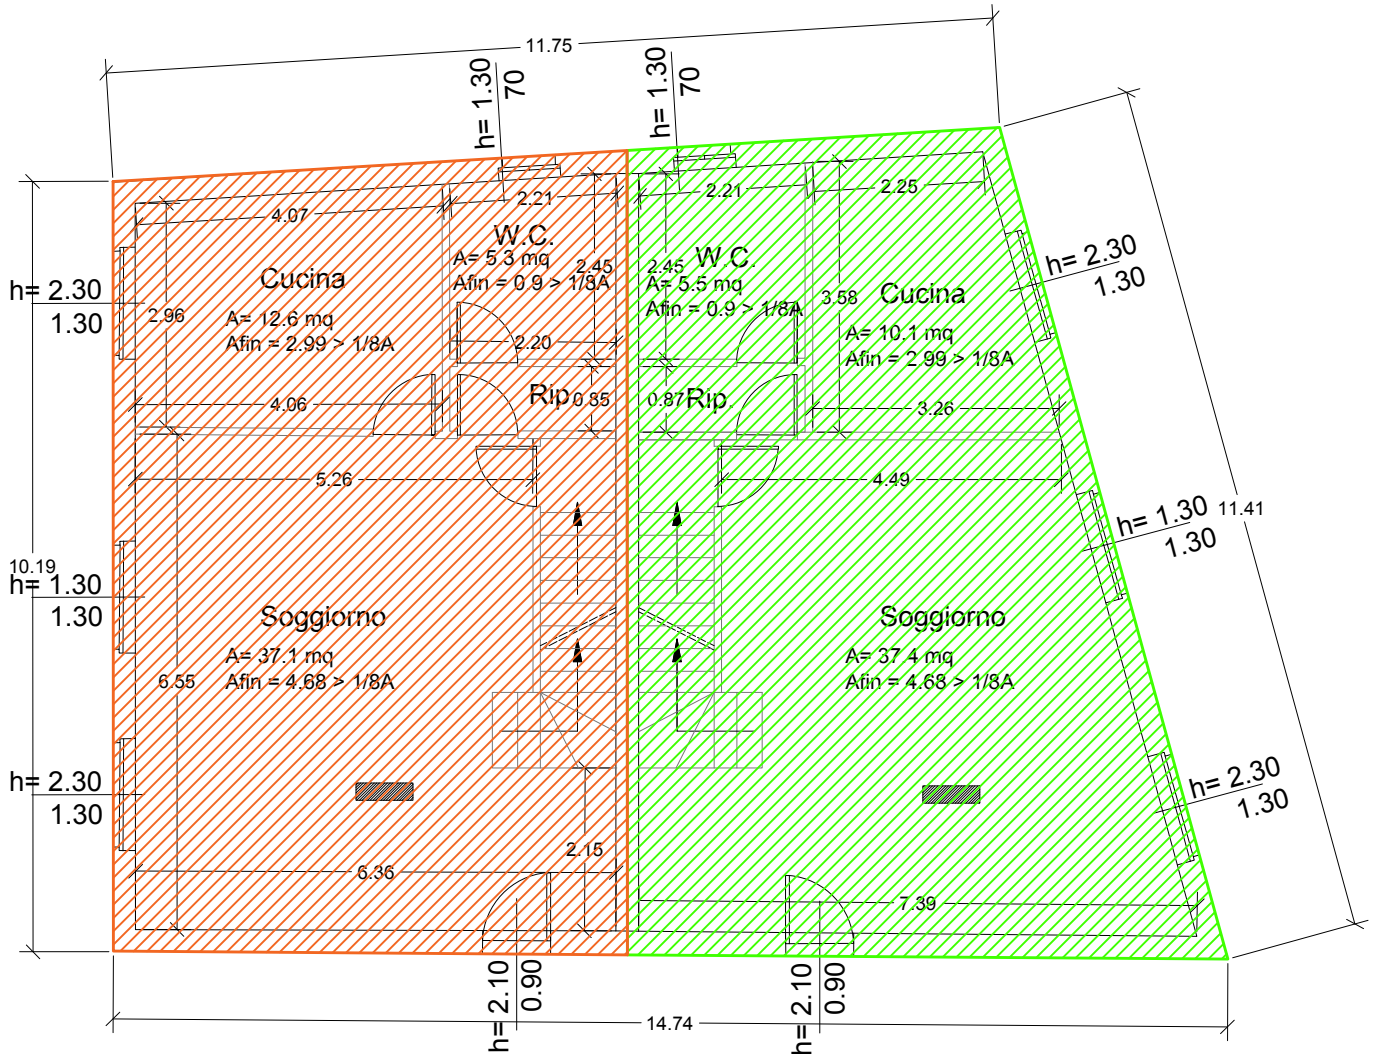 11.75
h= 1.30
70
h= 1.30
70
2.21
2.21
2.25
4.07
W.C.
A= 5.3 mq
Afin = 0.9 > 1/8A
2.45
2.45
W.C.
A= 5.5 mq
Afin = 0.9 > 1/8A
h= 2.30
1.30
h= 2.30
1.30
2.96
Cucina
A= 12.6 mq
Afin = 2.99 > 1/8A
3.58
Cucina
A= 10.1 mq
Afin = 2.99 > 1/8A
2.20
4.06
Rip
0.85
0.87
Rip
3.26
5.26
4.49
h= 1.30
1.30
11.41
10.19
h= 1.30
1.30
Soggiorno
A= 37.1 mq
Afin = 4.68 > 1/8A
6.55
Soggiorno
A= 37.4 mq
Afin = 4.68 > 1/8A
h= 2.30
1.30
h= 2.30
1.30
2.15
6.36
7.39
h= 2.10
0.90
h= 2.10
0.90
14.74